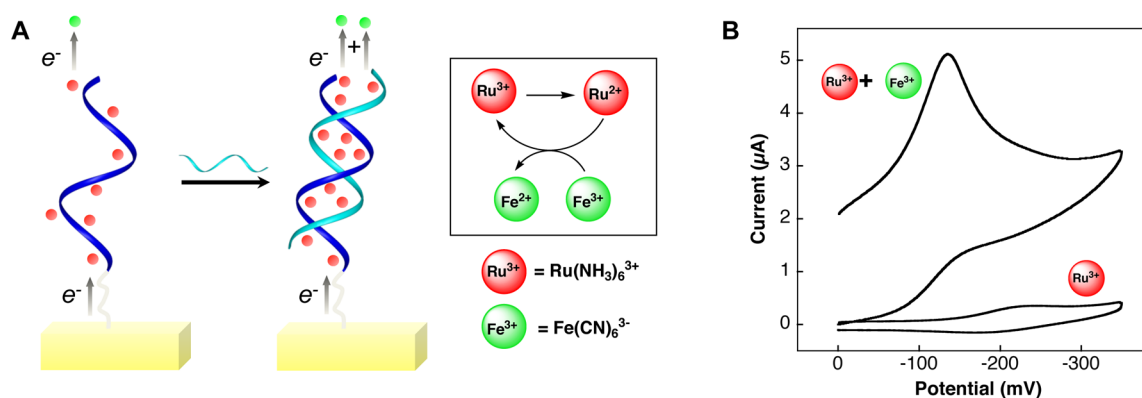 A
e-
e-
+
e-
e-
Ru3+
Ru2+
Fe2+
Fe3+
Ru3+ = Ru(NH3)63+
Fe3+ = Fe(CN)63-
B
Ru3+ + Fe3+
Ru3+
Current (µA)
5
4
3
2
1
0
0
-100
-200
-300
Potential (mV)